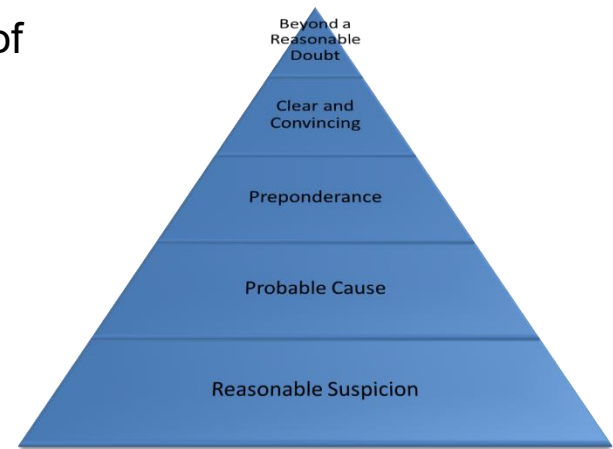 of
Beyond a
Reasonable
Doubt
Clear and
Convincing
Preponderance
Probable Cause
Reasonable Suspicion